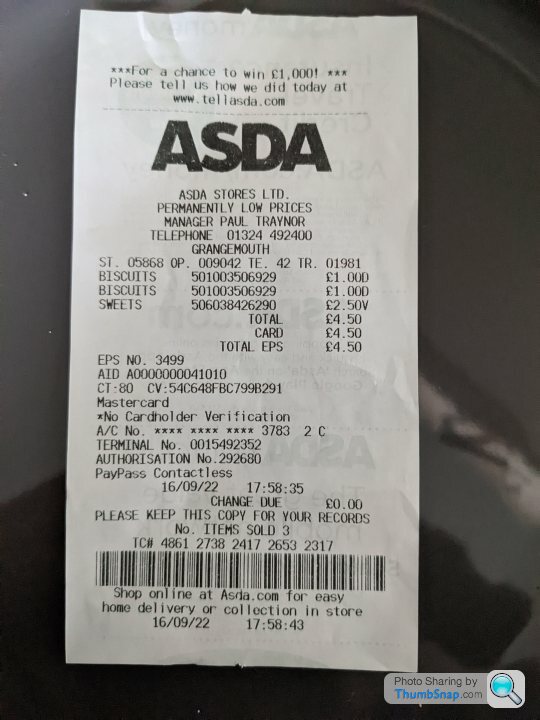 ***For a chance to win £1,000! ***
Please tell us how we did today at
www.tellasda.com
ASDA
ASDA STORES LTD.
PERMANENTLY LOW PRICES
MANAGER PAUL TRAYNOR
TELEPHONE 01324 492400
GRANGEMOUTH
ST. 05868 OP. 009042 TE. 42 TR. 01981
BISCUITS 501003506929 £1.00D
BISCUITS 501003506929 £1.00D
SWEETS 506038426290 £2.50V
TOTAL £4.50
CARD £4.50
TOTAL EPS £4.50
EPS NO. 3499
AID A0000000041010
CT:80 CV:54C648FBC799B291
Mastercard
*No Cardholder Verification
A/C No. **** **** **** 3783 2 C
TERMINAL No. 0015492352
AUTHORISATION No.292680
PayPass Contactless
16/09/22 17:58:35
CHANGE DUE £0.00
PLEASE KEEP THIS COPY FOR YOUR RECORDS
No. ITEMS SOLD 3
TC# 4861 2738 2417 2653 2317
Shop online at Asda.com for easy
home delivery or collection in store
16/09/22 17:58:43
Photo Sharing by
ThumbSnap.com